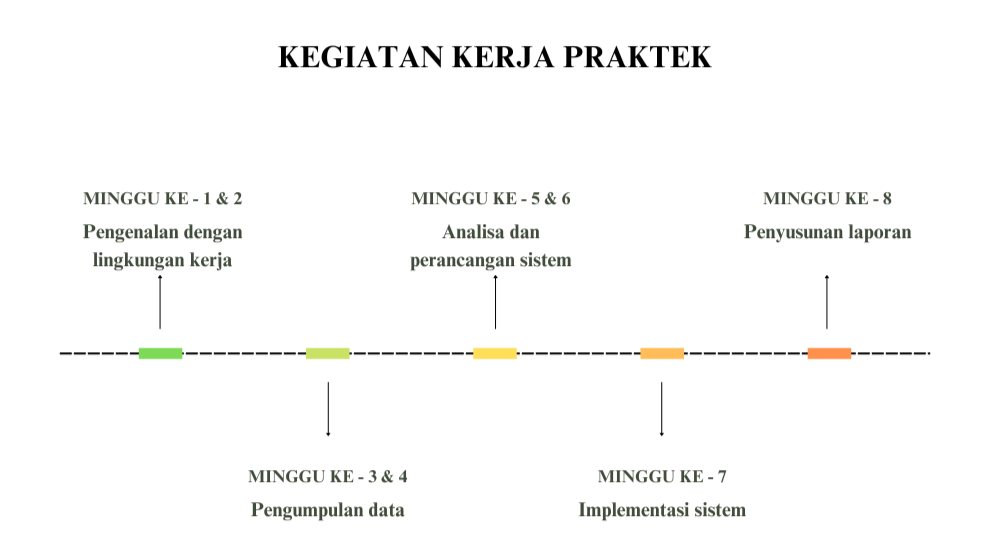 KEGIATAN KERJA PRAKTEK
MINGGU KE - 1 & 2
Pengenalan dengan
lingkungan kerja
MINGGU KE - 3 & 4
Pengumpulan data
MINGGU KE - 5 & 6
Analisa dan
perancangan sistem
MINGGU KE - 7
Implementasi sistem
MINGGU KE - 8
Penyusunan laporan